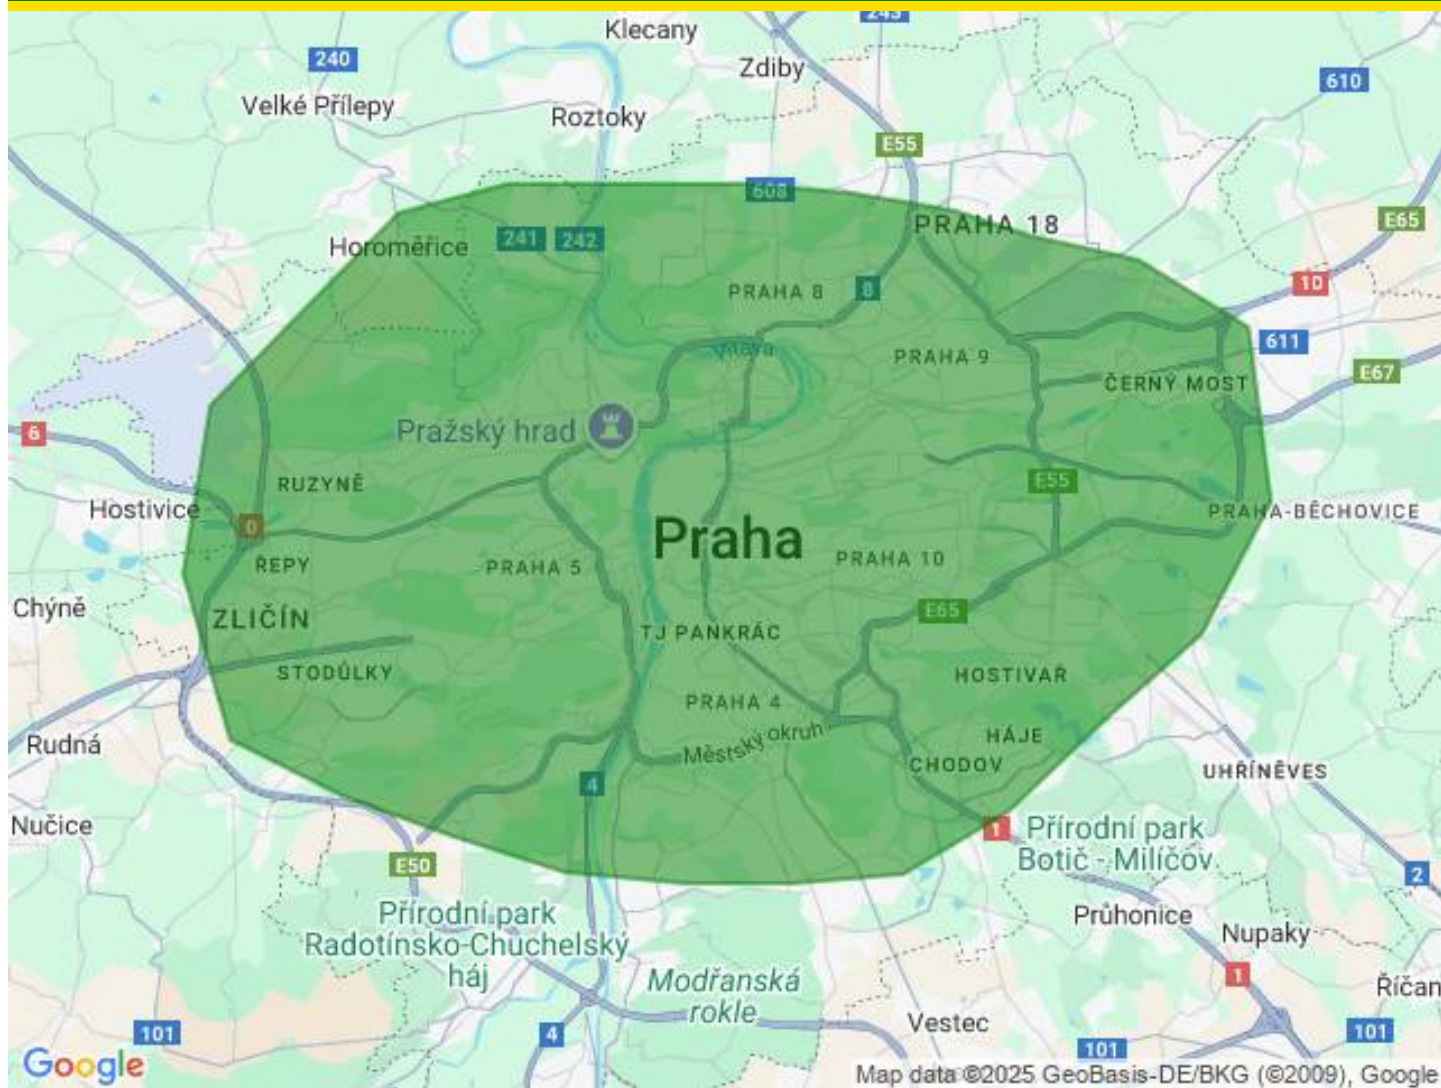 243
Klecany
240
Zdiby
610
Velké Přílepy
Roztoky
E55
608
E65
PRAHA 18
Horoměřice
241
242
10
PRAHA 8
8
611
PRAHA 9
E67
ČERNÝ MOST
Pražský hrad
6
RUZYNĚ
E55
Hostivice
PRAHA-BĚCHOVICE
0
Praha
ŘEPY
PRAHA 5
PRAHA 10
Chýně
E65
ZLIČÍN
TJ PANKRÁC
STODŮLKY
HOSTIVAŘ
PRAHA 4
Městský okruh
HÁJE
Rudná
CHODOV
UHŘÍNĚVES
4
Nučice
1
Přírodní park
Botič - Milíčov
E50
2
Přírodní park
Radotínsko-Chuchelský
háj
Průhonice
Nupaky
Modřanská
rokle
1
Říčan
Vestec
101
4
101
101
Google
Map data ©2025 GeoBasis-DE/BKG (©2009), Google